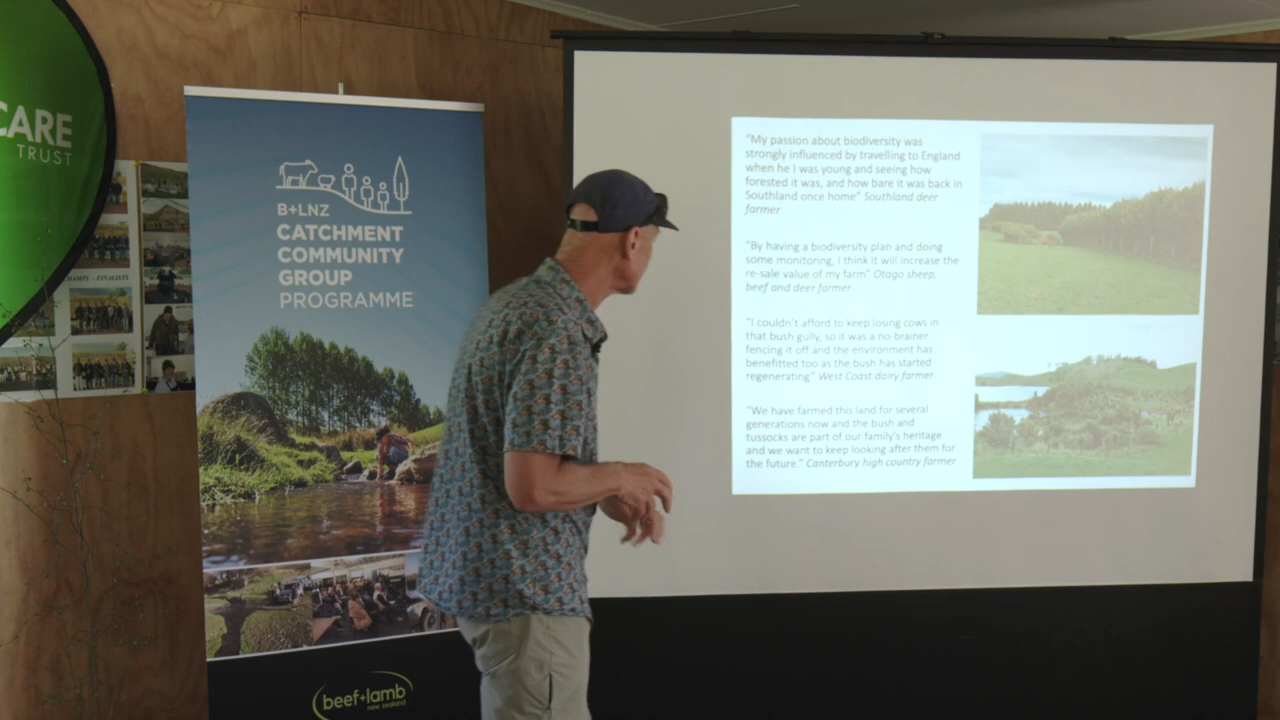 CARE
TRUST
B+LNZ
CATCHMENT
COMMUNITY
GROUP
PROGRAMME
beef+lamb
new zealand
"My passion about biodiversity was
strongly influenced by travelling to England
when he I was young and seeing how
forested it was, and how bare it was back in
Southland once home" Southland deer
farmer
"By having a biodiversity plan and doing
some monitoring, I think it will increase the
re-sale value of my farm" Otago sheep,
beef and deer farmer
"I couldn't afford to keep losing cows in
that bush gully, so it was a no-brainer
fencing it off and the environment has
benefitted too as the bush has started
regenerating" West Coast dairy farmer
"We have farmed this land for several
generations now and the bush and
tussocks are part of our family's heritage
and we want to keep looking after them for
the future." Canterbury high country farmer